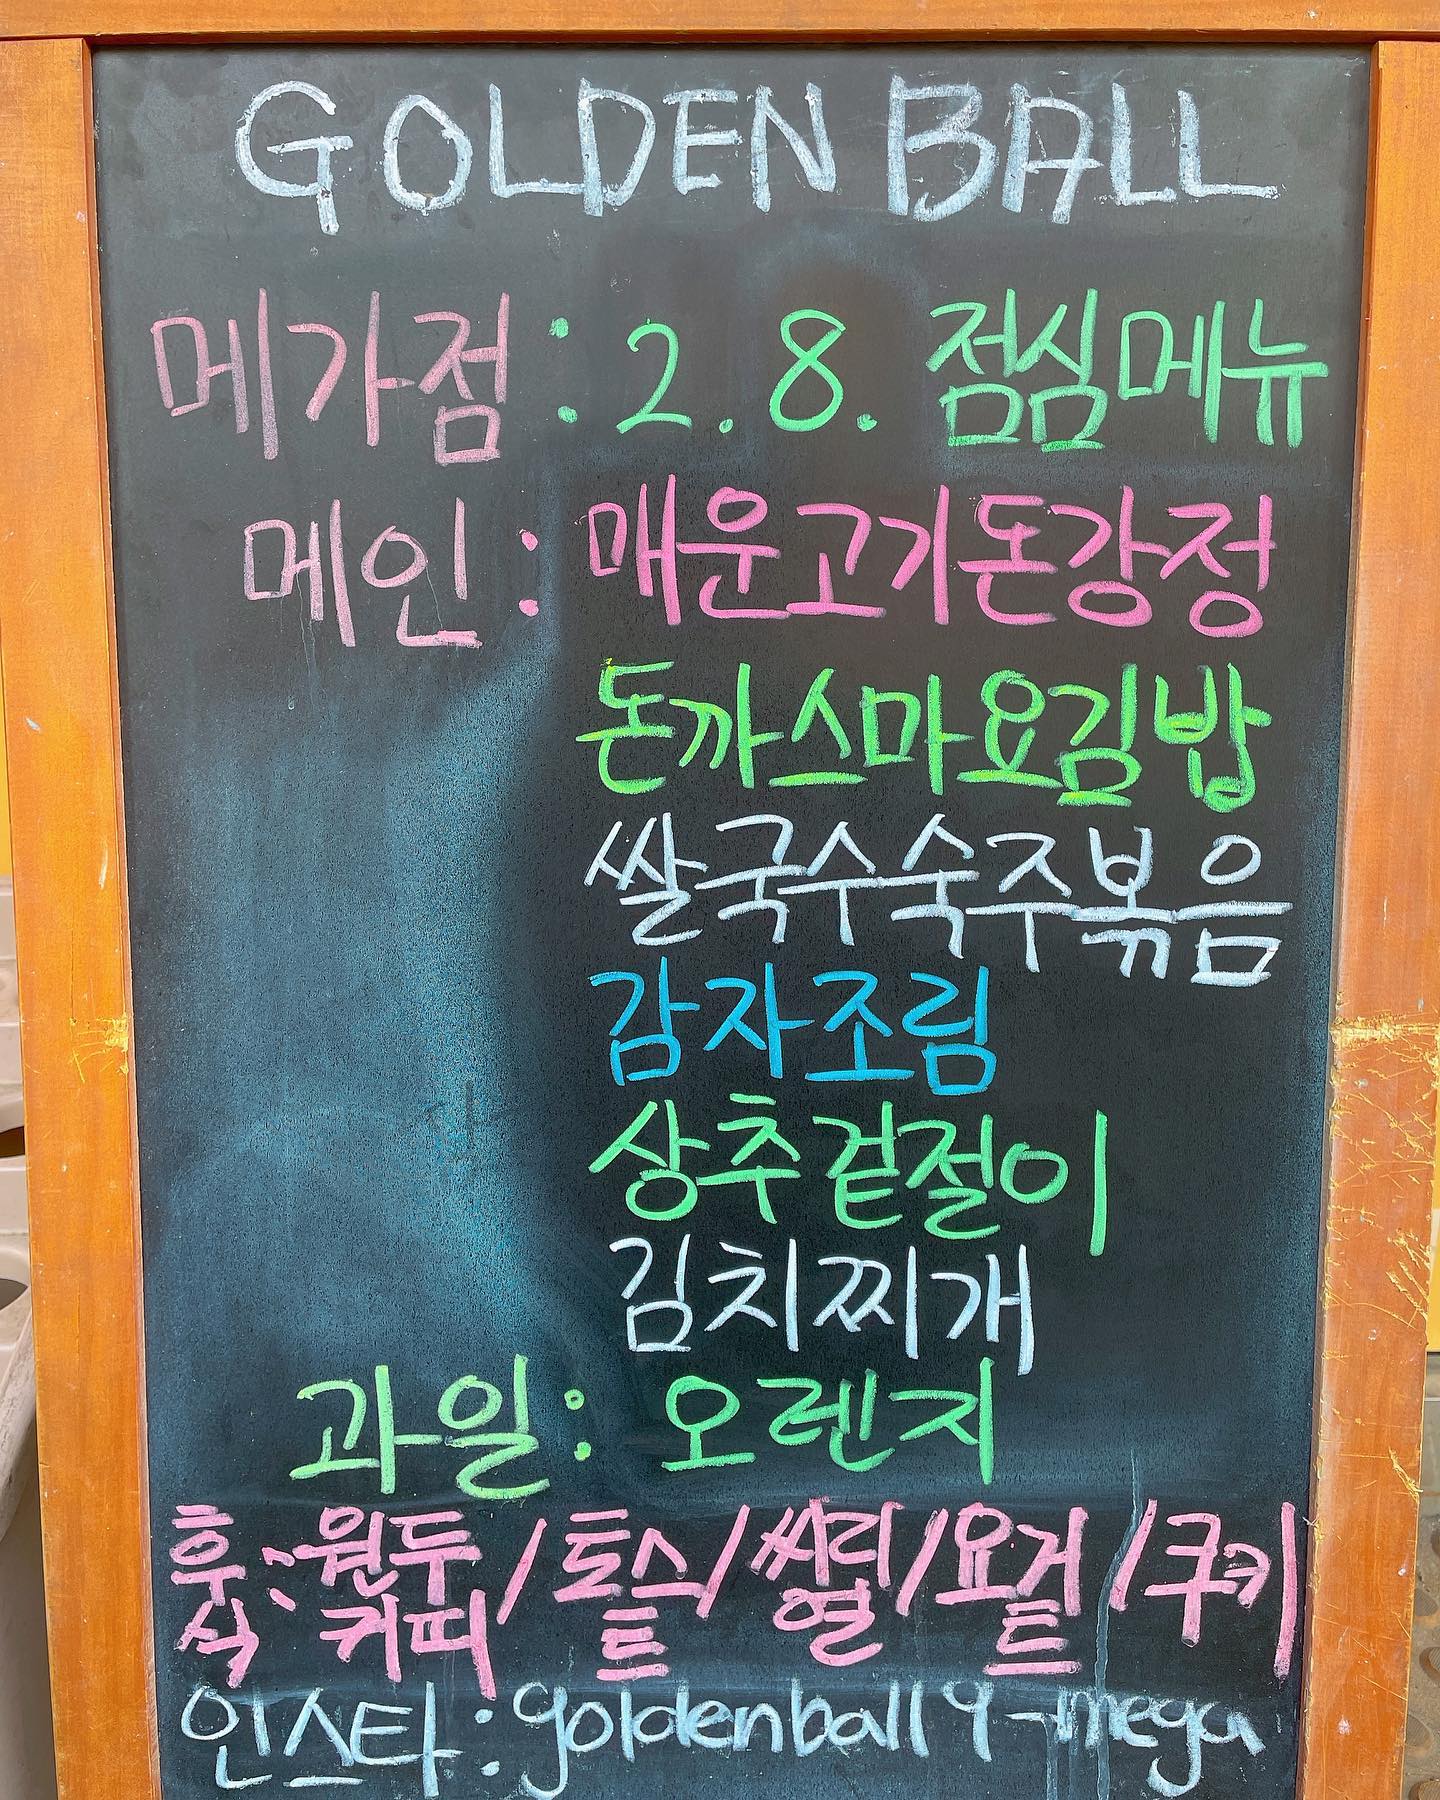 GOLDEN BALL
메가점 : 2. 8. 점심메뉴
메인 : 매운고기돈강정
돈까스마요김밥
쌀국수숙주볶음
감자조림
상추겉절이
김치찌개
과일 : 오렌지
후식 : 원두커피 / 토스트 / 씨리얼 / 요거트 / 쿠키
인스타 : goldenball9_mega